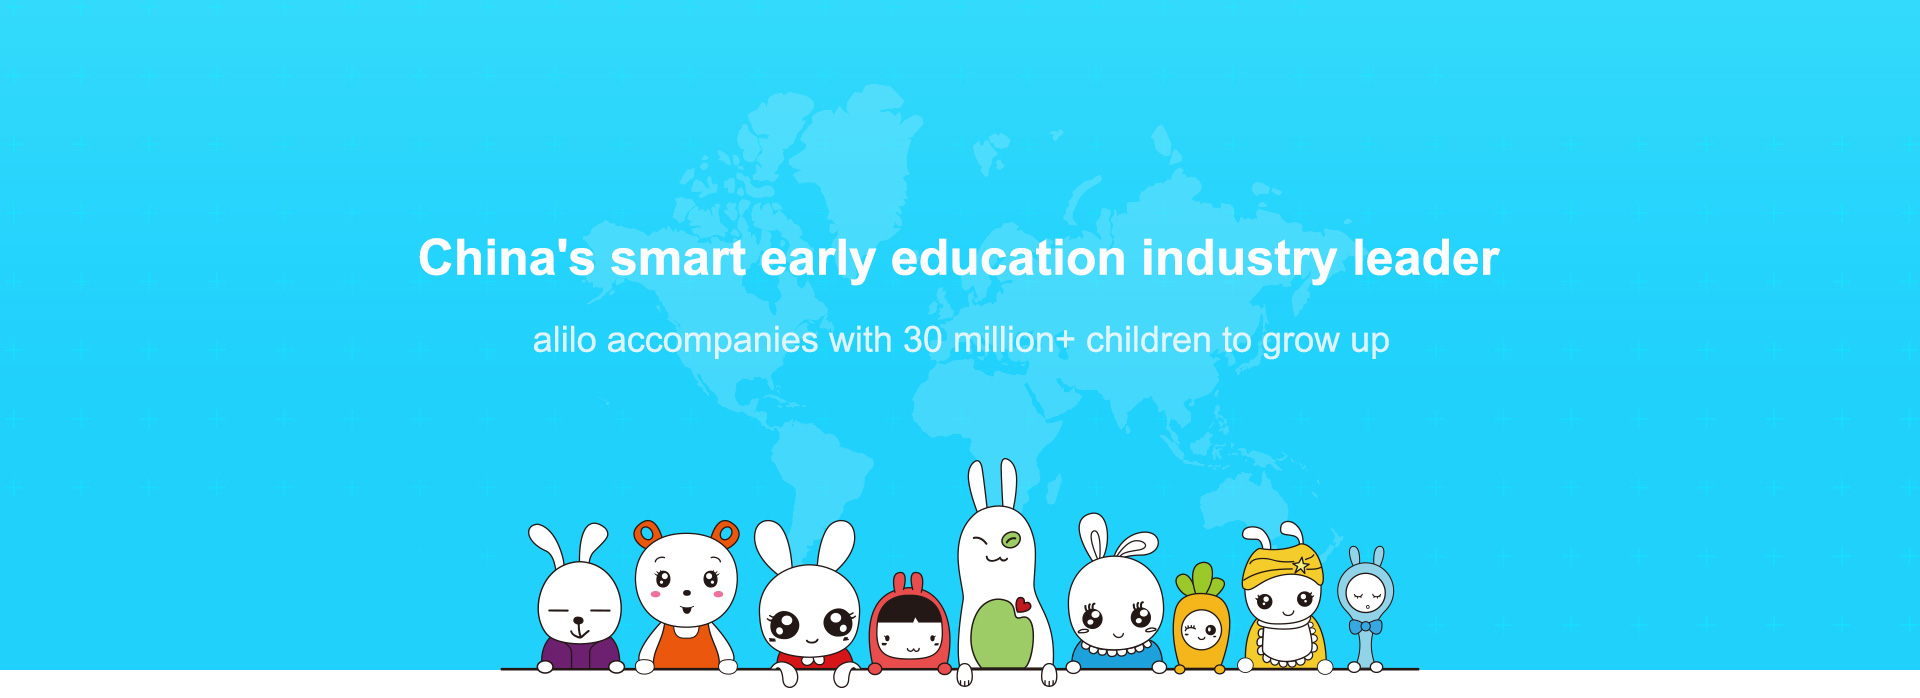 China's smart early education industry leader
alilo accompanies with 30 million+ children to grow up